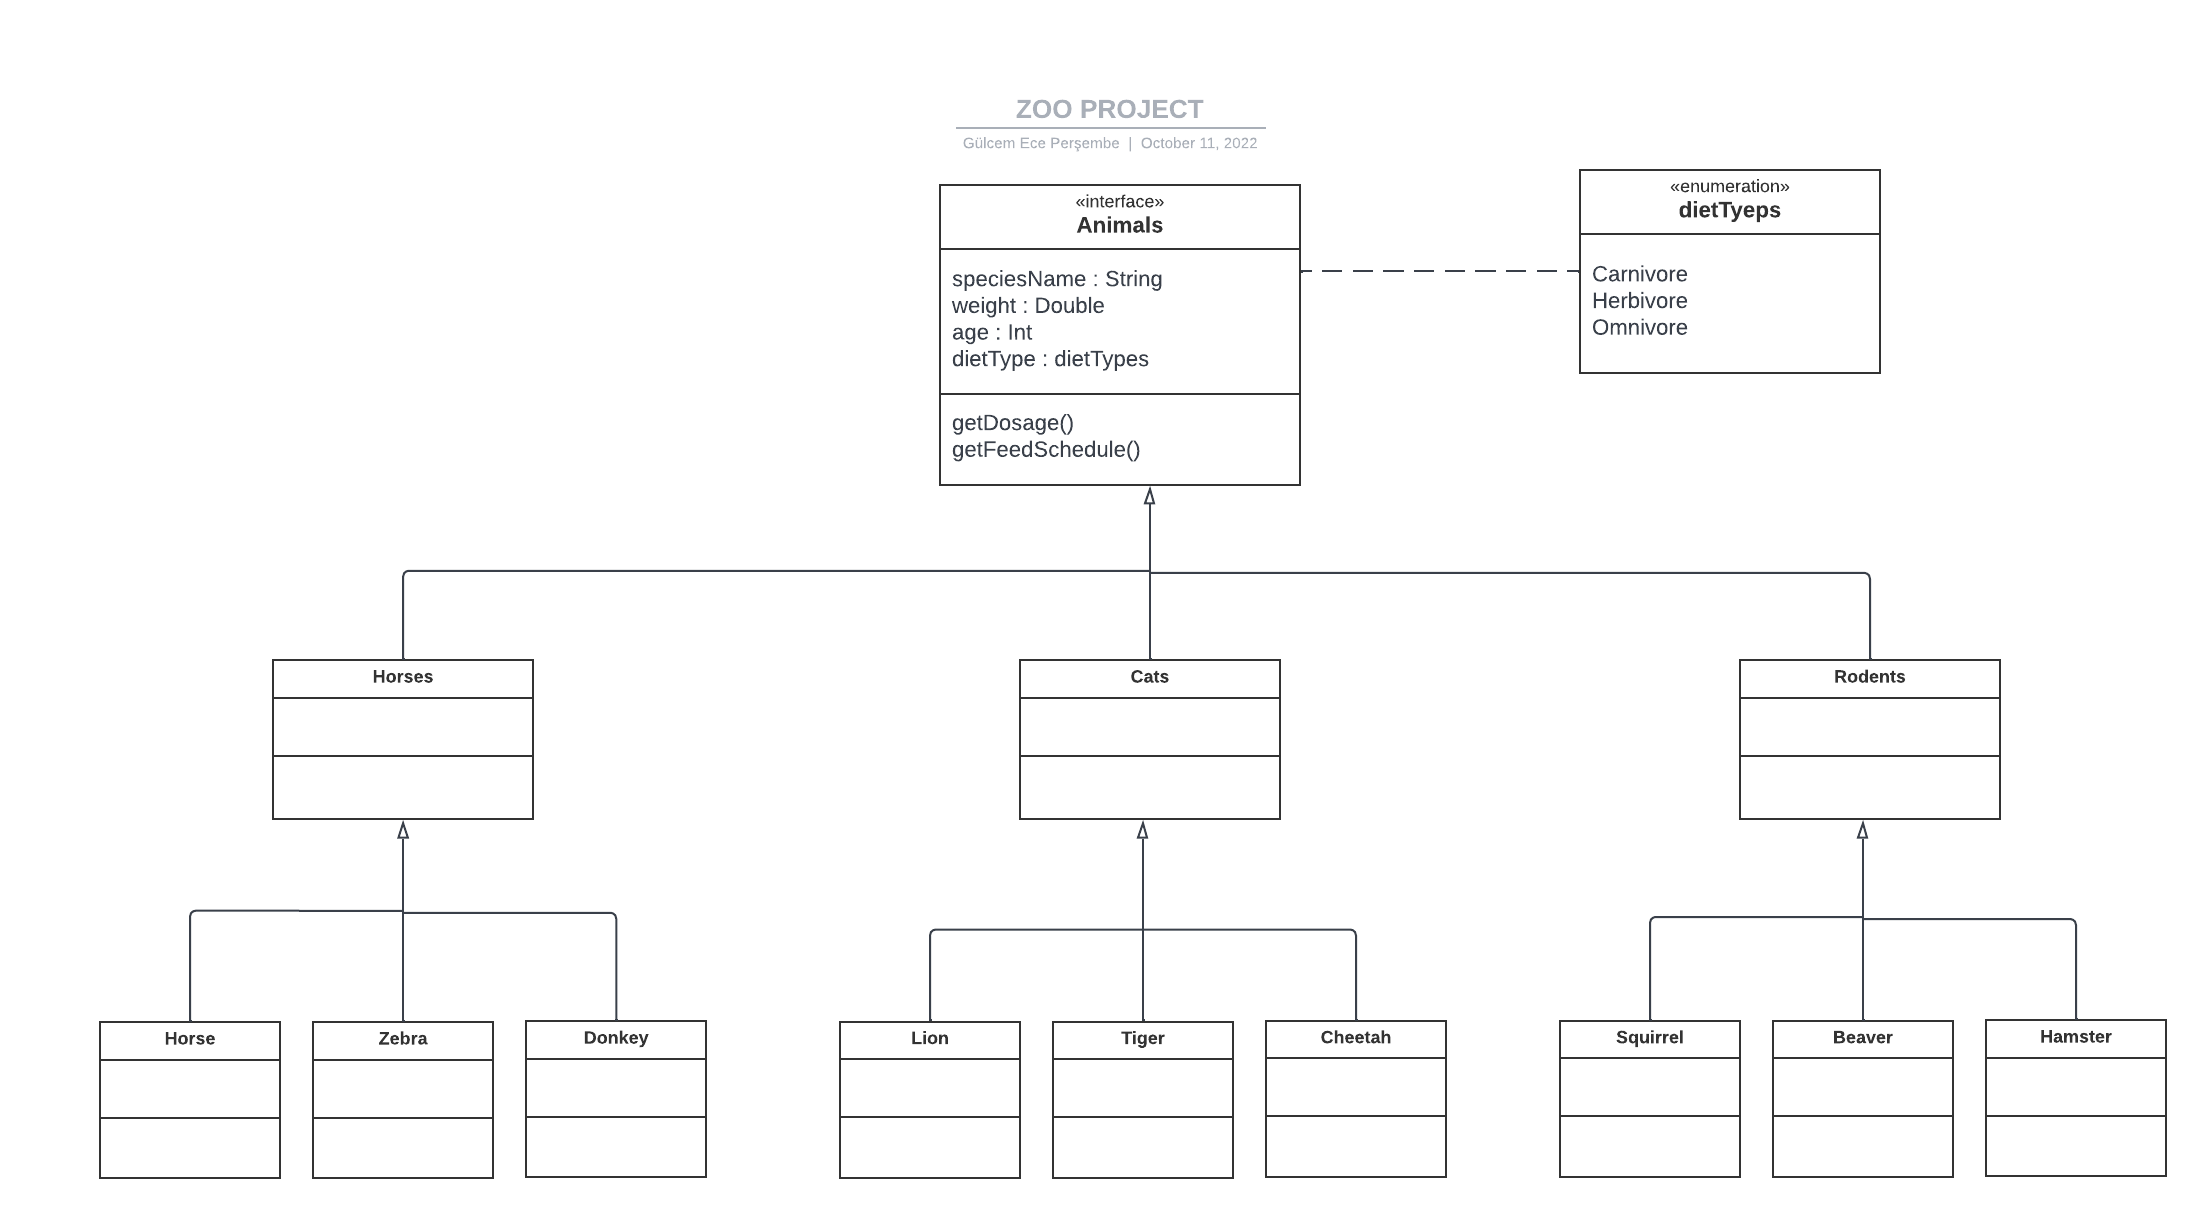 ZOO PROJECT
Gülcem Ece Perşembe | October 11, 2022
«interface»
Animals
speciesName : String
weight : Double
age : Int
dietType : dietTypes
getDosage()
getFeedSchedule()
«enumeration»
dietTyeps
Carnivore
Herbivore
Omnivore
Horses
Cats
Rodents
Horse
Zebra
Donkey
Lion
Tiger
Cheetah
Squirrel
Beaver
Hamster